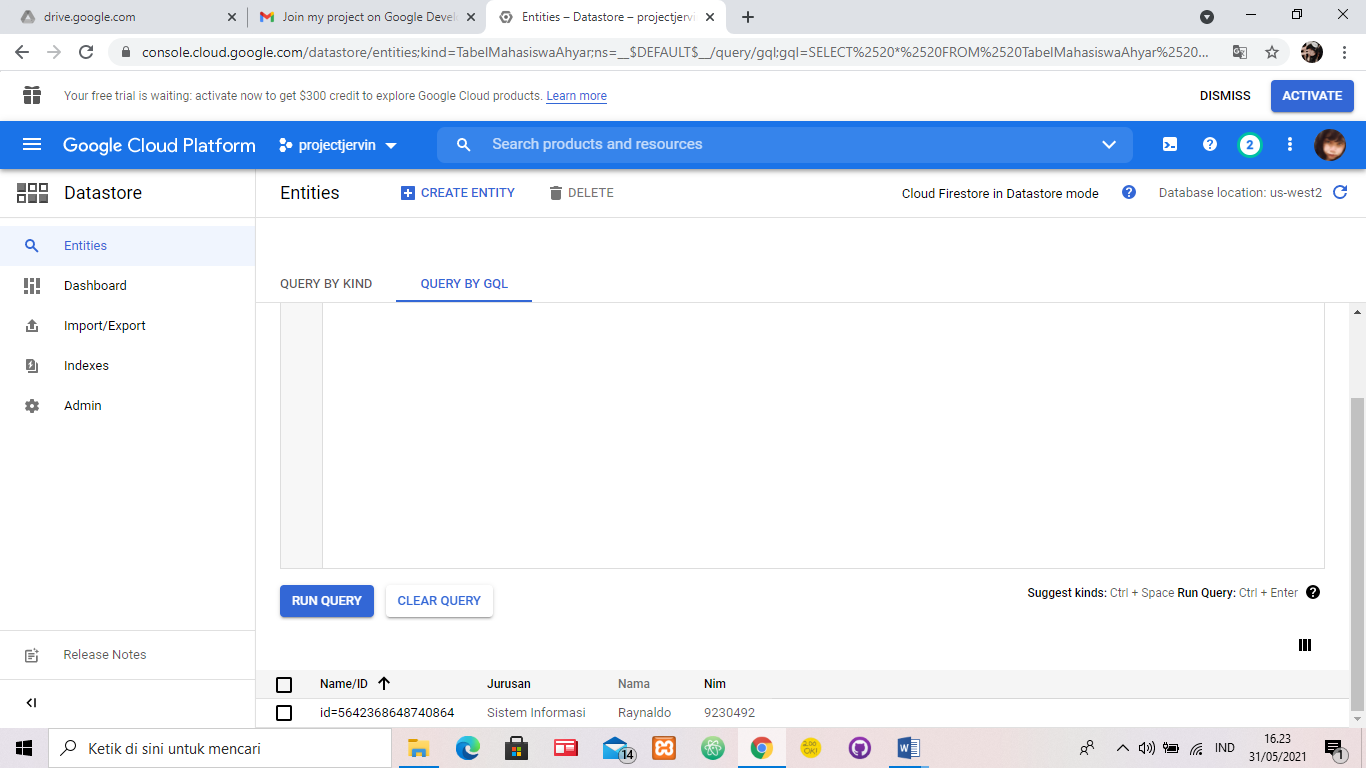 drive.google.com
Join my project on Google Devel
Entities – Datastore – projectjervi
console.cloud.google.com/datastore/entities;kind=TabelMahasiswaAhyar;ns=__$DEFAULT$__/query/gql;gql=SELECT%2520*%2520FROM%2520TabelMahasiswaAhyar%2520...
Your free trial is waiting: activate now to get $300 credit to explore Google Cloud products. Learn more
DISMISS
ACTIVATE
Google Cloud Platform
projectjervin
Search products and resources
2
Datastore
Entities
CREATE ENTITY
DELETE
Cloud Firestore in Datastore mode
Database location: us-west2
Entities
Dashboard
Import/Export
Indexes
Admin
Release Notes
QUERY BY KIND
QUERY BY GQL
RUN QUERY
CLEAR QUERY
Suggest kinds: Ctrl + Space Run Query: Ctrl + Enter
Name/ID Jurusan Nama Nim
id=5642368648740864 Sistem Informasi Raynaldo 9230492
Ketik di sini untuk mencari
14
IND
16.23
31/05/2021
1